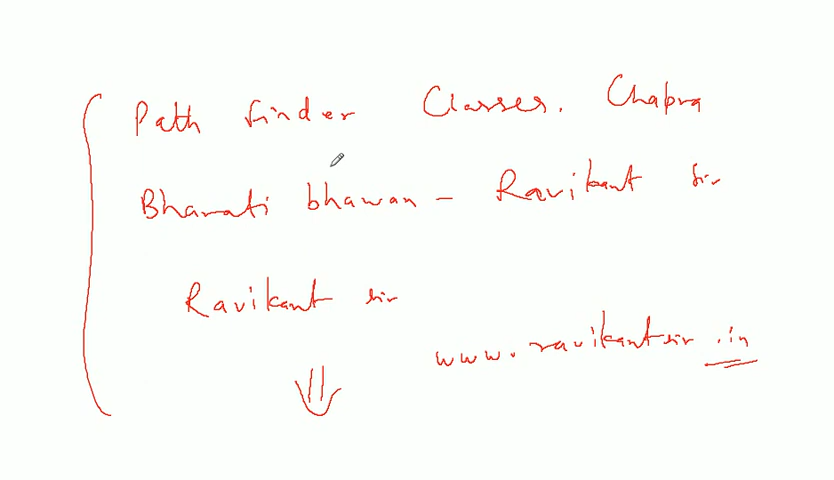 Path finder Classes. Chapra
Bharati bhawan - Ravikant sir
Ravikant sir
www.ravikantsir.in